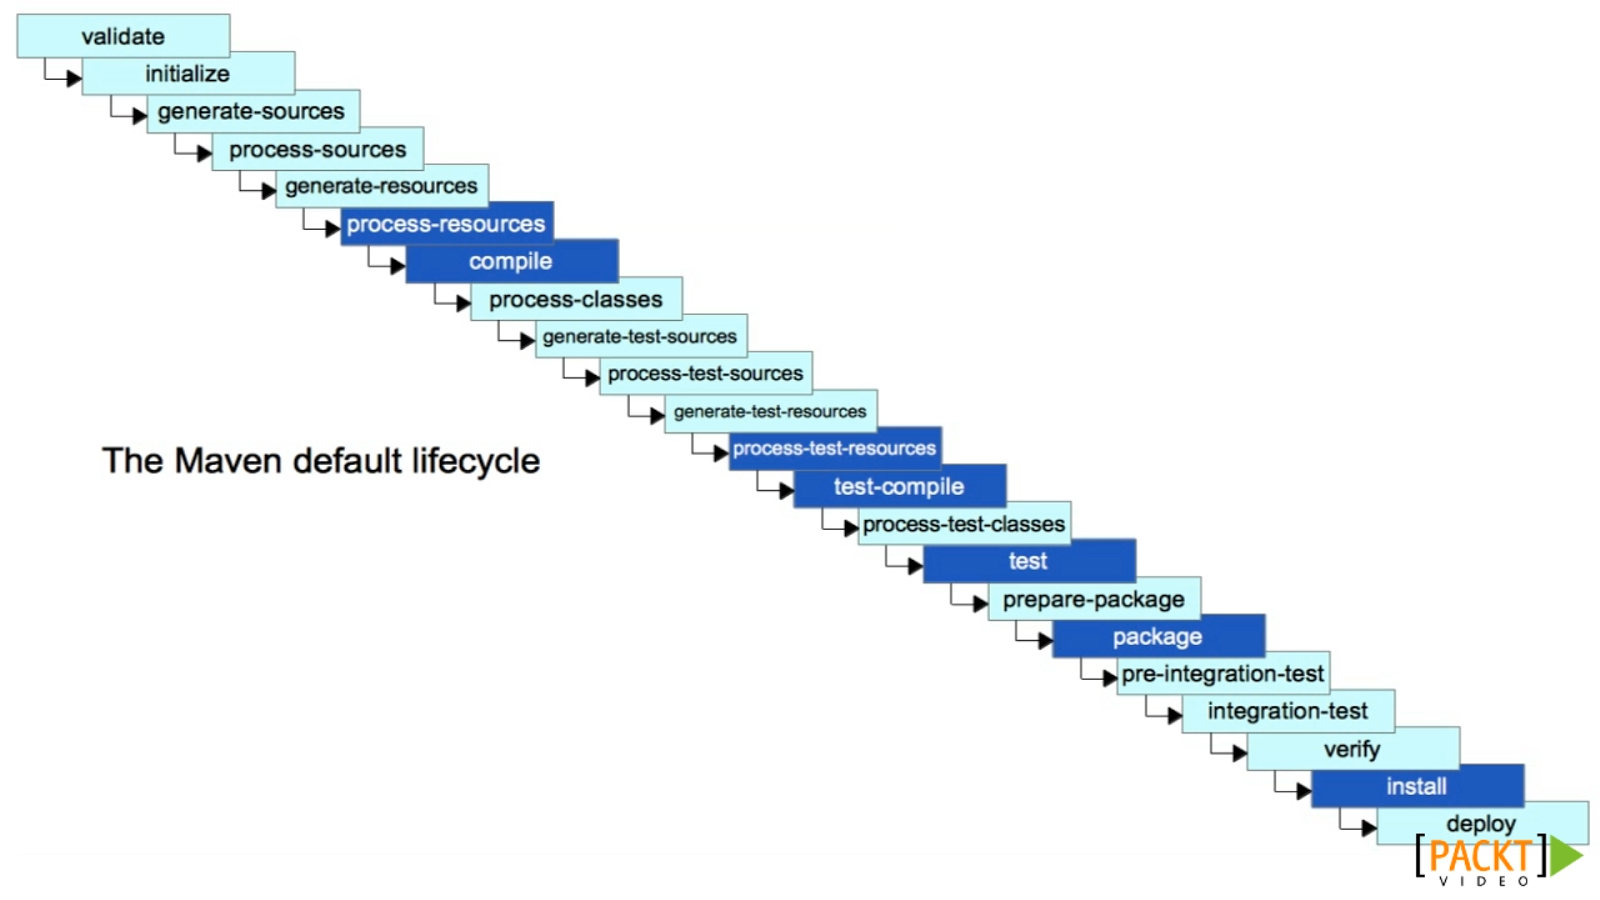 validate
initialize
generate-sources
process-sources
generate-resources
process-resources
compile
process-classes
generate-test-sources
process-test-sources
generate-test-resources
process-test-resources
The Maven default lifecycle
test-compile
process-test-classes
test
prepare-package
package
pre-integration-test
integration-test
verify
install
deploy
[PACKT]
VIDEO